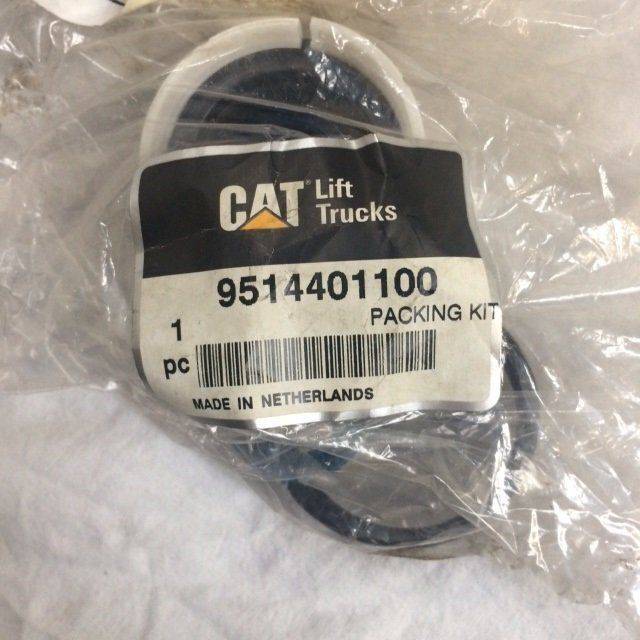 CAT Lift Trucks
9514401100
1 pc
PACKING KIT
MADE IN NETHERLANDS